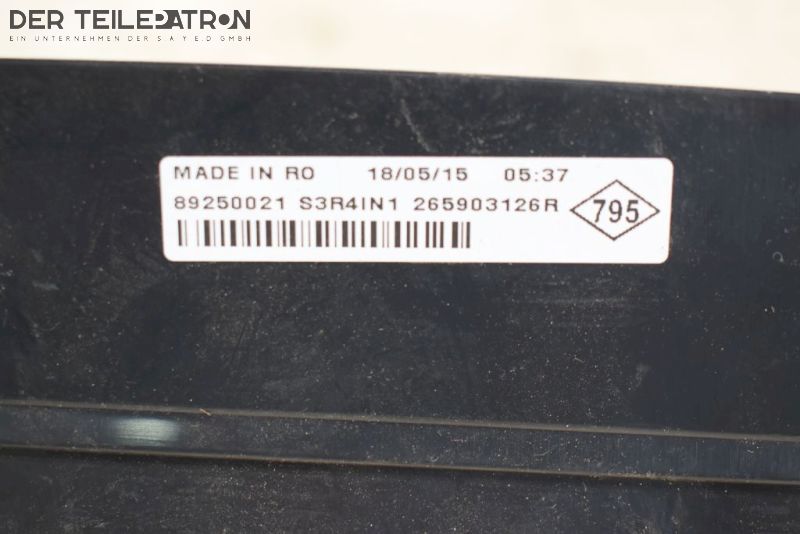 DER TEILEPATRON
EIN UNTERNEHMEN DER S A Y E.D GMBH
MADE IN RO 18/05/15 05:37
89250021 S3R4IN1 265903126R
795